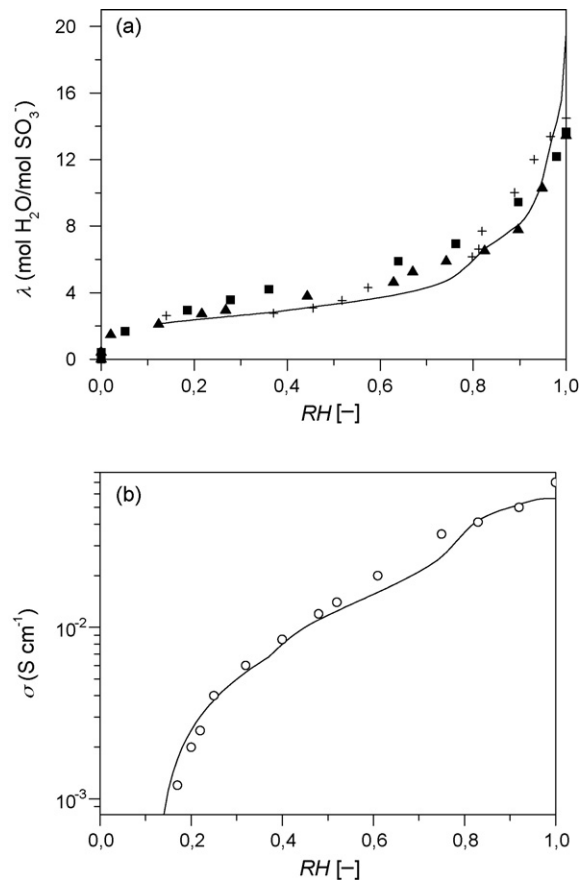 (a)
20
16
12
8
4
0
λ (mol H₂O/mol SO₃⁻)
0,0 0,2 0,4 0,6 0,8 1,0
RH [–]
(b)
10⁻²
10⁻³
σ (S cm⁻¹)
0,0 0,2 0,4 0,6 0,8 1,0
RH [–]